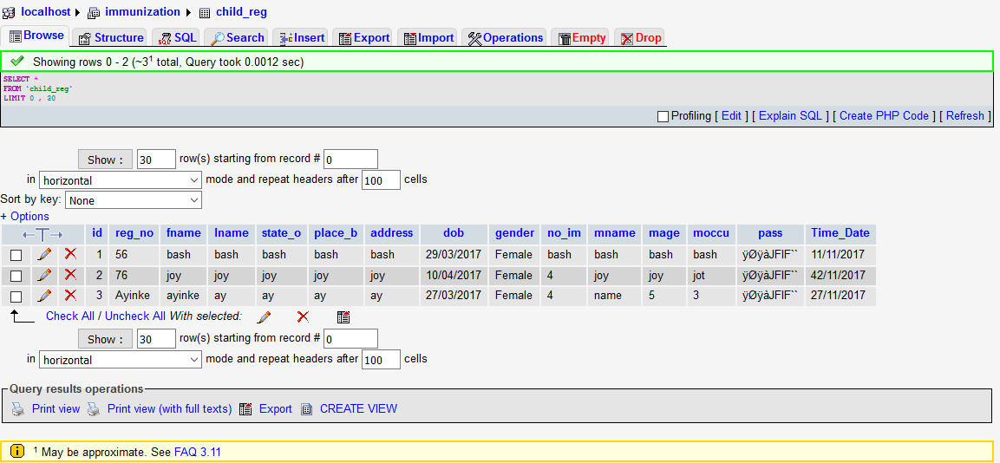 localhost immunization child_reg
Browse Structure SQL Search Insert Export Import Operations Empty Drop
Showing rows 0 - 2 (~3¹ total, Query took 0.0012 sec)
SELECT *
FROM `child_reg`
LIMIT 0 , 30
Profiling [ Edit ] [ Explain SQL ] [ Create PHP Code ] [ Refresh ]
Show : 30 row(s) starting from record # 0
in horizontal mode and repeat headers after 100 cells
Sort by key: None
+ Options
←T→ id reg_no fname lname state_o place_b address dob gender no_im mname mage moccu pass Time_Date
1 56 bash bash bash bash bash 29/03/2017 Female bash bash bash bash ÿØÿàJFIF`` 11/11/2017
2 76 joy joy joy joy joy 10/04/2017 Female 4 joy joy jot ÿØÿàJFIF`` 42/11/2017
3 Ayinke ayinke ay ay ay ay 27/03/2017 Female 4 name 5 3 ÿØÿàJFIF`` 27/11/2017
Check All / Uncheck All With selected:
Show : 30 row(s) starting from record # 0
in horizontal mode and repeat headers after 100 cells
Query results operations
Print view Print view (with full texts) Export CREATE VIEW
¹ May be approximate. See FAQ 3.11